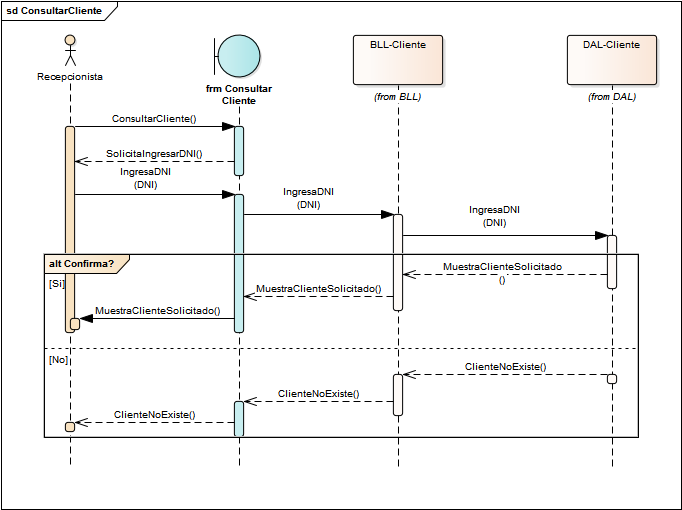 sd ConsultarCliente
Recepcionista
frm Consultar
Cliente
BLL-Cliente
(from BLL)
DAL-Cliente
(from DAL)
ConsultarCliente()
SolicitaIngresarDNI()
IngresaDNI
(DNI)
IngresaDNI
(DNI)
IngresaDNI
(DNI)
alt Confirma?
[Si]
MuestraClienteSolicitado
()
MuestraClienteSolicitado()
MuestraClienteSolicitado()
[No]
ClienteNoExiste()
ClienteNoExiste()
ClienteNoExiste()